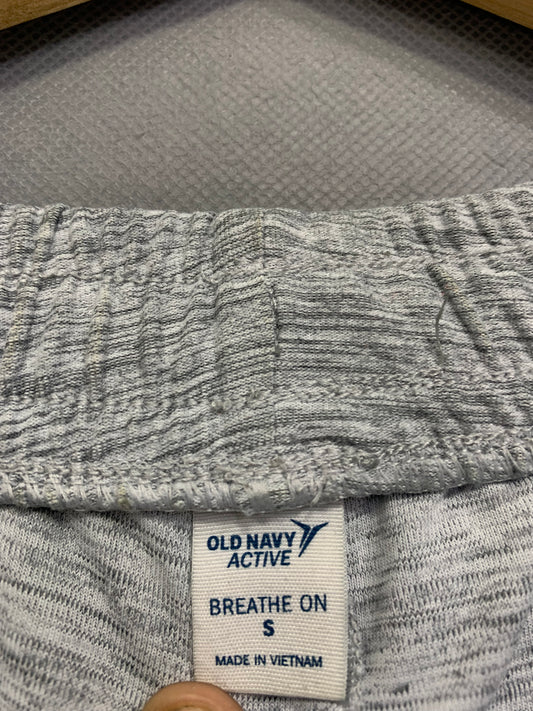 OLD NAVY
ACTIVE
BREATHE ON
S
MADE IN VIETNAM